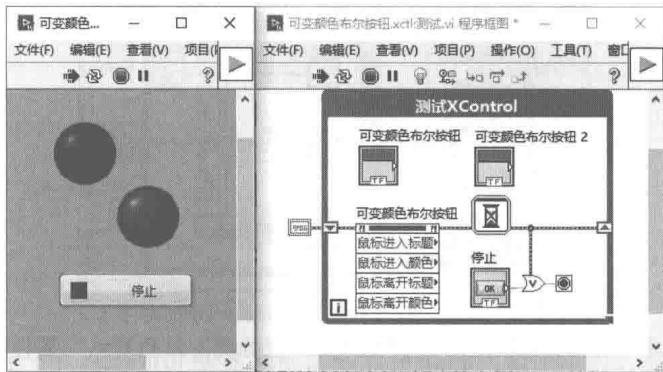 可变颜色...
文件(F) 编辑(E) 查看(V) 项目(
停止
可变颜色布尔按钮.xctl:测试.vi 程序框图 *
文件(F) 编辑(E) 查看(V) 项目(P) 操作(O) 工具(T) 窗口
测试XControl
可变颜色布尔按钮
可变颜色布尔按钮 2
TF
TF
可变颜色布尔按钮
鼠标进入标题
鼠标进入颜色
鼠标离开标题
鼠标离开颜色
停止
OK
TF
V
i